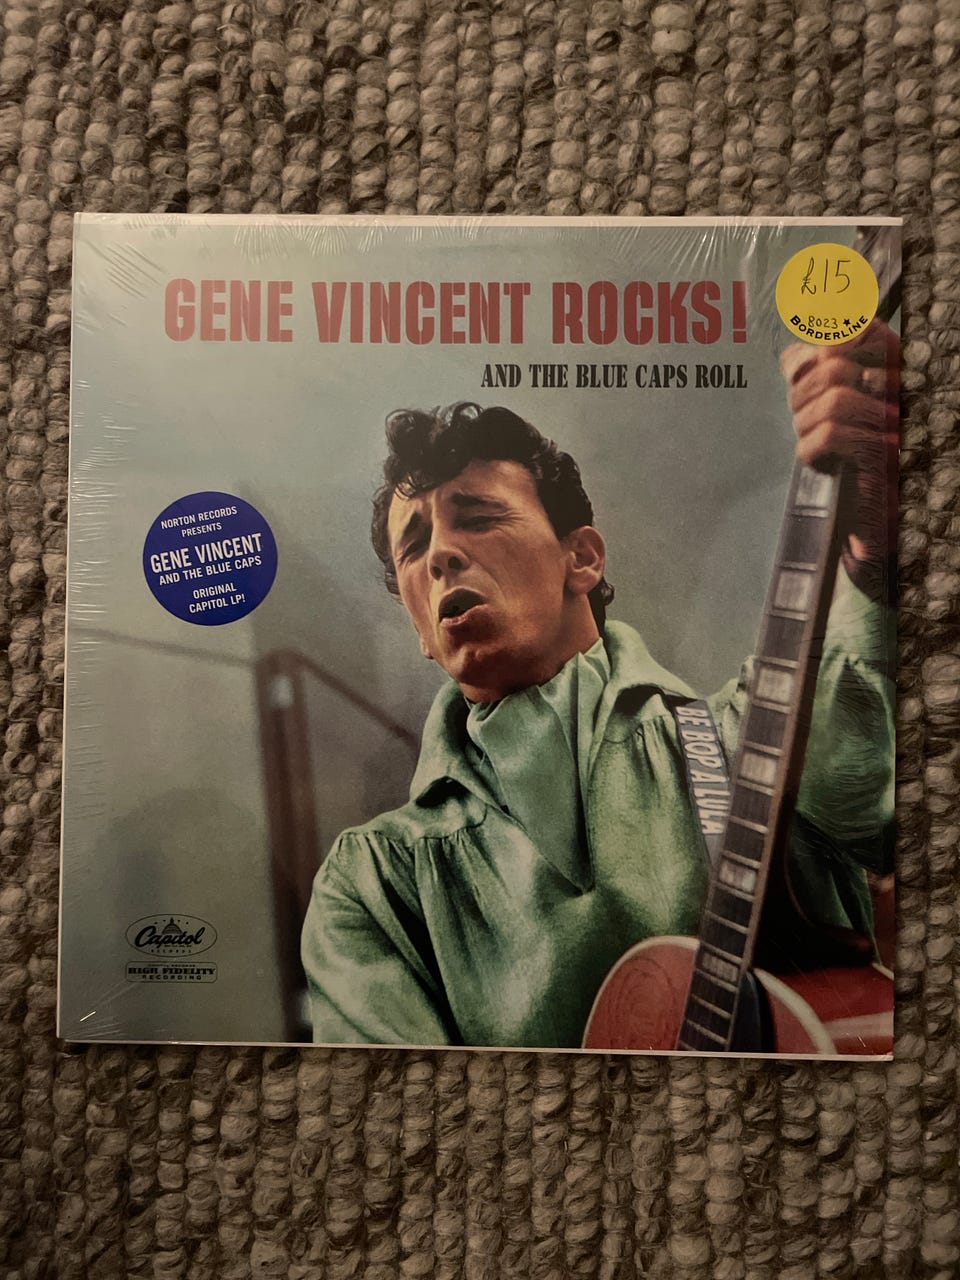 GENE VINCENT ROCKS!
AND THE BLUE CAPS ROLL
£15
8023
BORDERLINE
NORTON RECORDS
PRESENTS
GENE VINCENT
AND THE BLUE CAPS
ORIGINAL
CAPITOL LP!
BE BOP A LULA
Capitol
RECORDS
HIGH FIDELITY
RECORDING